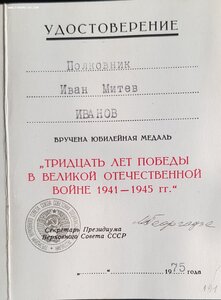 УДОСТОВЕРЕНИЕ
Полковник
Иван Митев
ИВАНОВ
ВРУЧЕНА ЮБИЛЕЙНАЯ МЕДАЛЬ
„ТРИДЦАТЬ ЛЕТ ПОБЕДЫ
В ВЕЛИКОЙ ОТЕЧЕСТВЕННОЙ
ВОЙНЕ 1941—1945 гг.“
Секретарь Президиума
Верховного Совета СССР
„ “ 1975 года